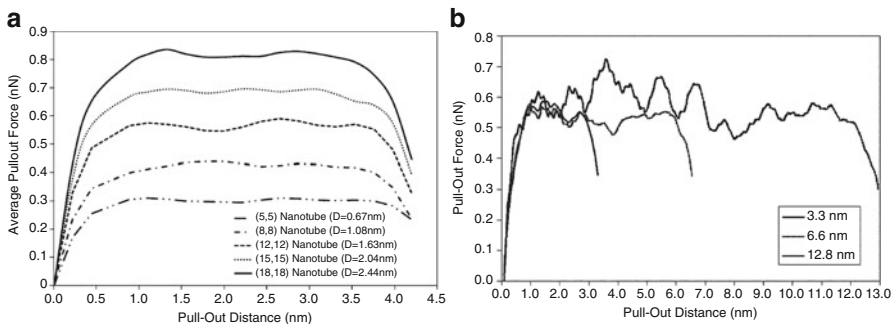 a
Average Pullout Force (nN)
0.9
0.8
0.7
0.6
0.5
0.4
0.3
0.2
0.1
0
0.0 0.5 1.0 1.5 2.0 2.5 3.0 3.5 4.0 4.5
Pull-Out Distance (nm)
(5,5) Nanotube (D=0.67nm)
(8,8) Nanotube (D=1.08nm)
(12,12) Nanotube (D=1.63nm)
(15,15) Nanotube (D=2.04nm)
(18,18) Nanotube (D=2.44nm)
b
Pull-Out Force (nN)
0.8
0.7
0.6
0.5
0.4
0.3
0.2
0.1
0.0
0.0 1.0 2.0 3.0 4.0 5.0 6.0 7.0 8.0 9.0 10.0 11.0 12.0 13.0
Pull-Out Distance (nm)
3.3 nm
6.6 nm
12.8 nm